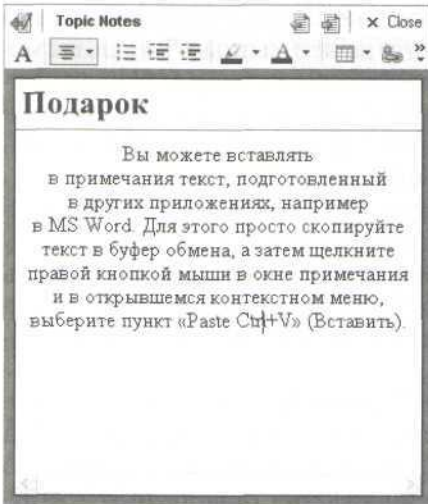 Topic Notes
Close
A A
Подарок
Вы можете вставлять
в примечания текст, подготовленный
в других приложениях, например
в MS Word. Для этого просто скопируйте
текст в буфер обмена, а затем щелкните
правой кнопкой мыши в окне примечания
и в открывшемся контекстном меню,
выберите пункт «Paste Ctrl+V» (Вставить).